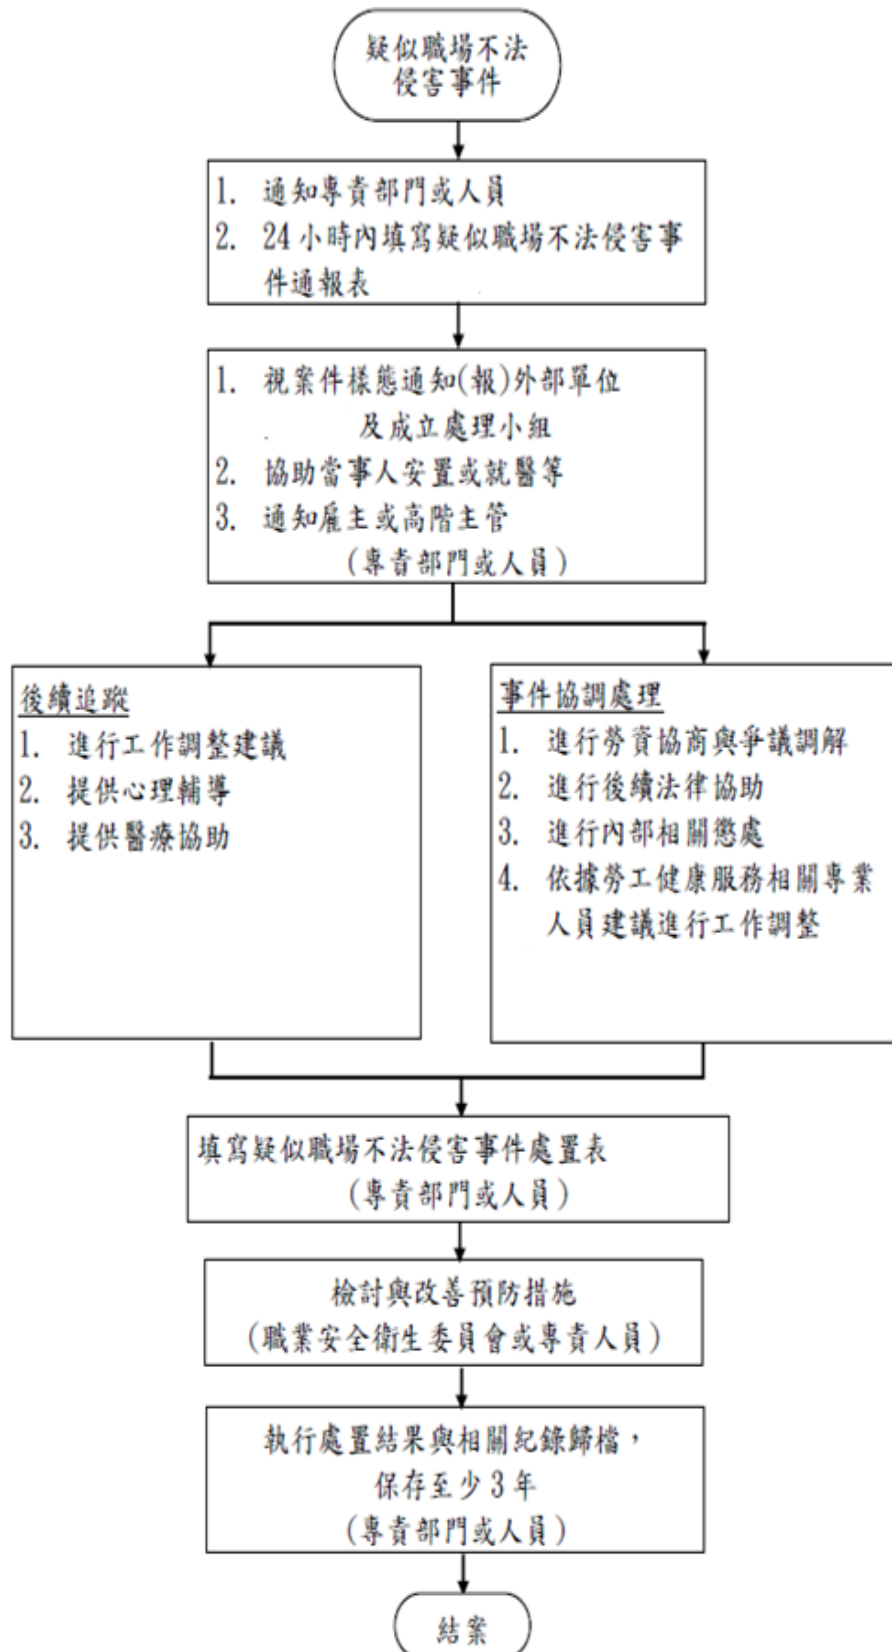 疑似職場不法
侵害事件
1. 通知專責部門或人員
2. 24小時內填寫疑似職場不法侵害事
件通報表
1. 視案件樣態通知(報)外部單位
及成立處理小組
2. 協助當事人安置或就醫等
3. 通知雇主或高階主管
(專責部門或人員)
後續追蹤
1. 進行工作調整建議
2. 提供心理輔導
3. 提供醫療協助
事件協調處理
1. 進行勞資協商與爭議調解
2. 進行後續法律協助
3. 進行內部相關懲處
4. 依據勞工健康服務相關專業
人員建議進行工作調整
填寫疑似職場不法侵害事件處置表
(專責部門或人員)
檢討與改善預防措施
(職業安全衛生委員會或專責人員)
執行處置結果與相關紀錄歸檔，
保存至少3年
(專責部門或人員)
結案